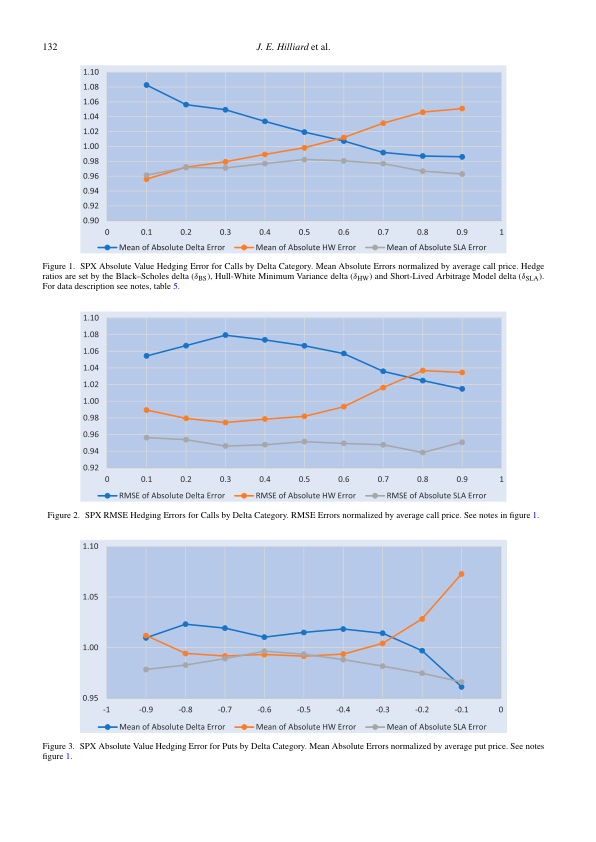 132
J. E. Hilliard et al.
1.10
1.08
1.06
1.04
1.02
1.00
0.98
0.96
0.94
0.92
0.90
0 0.1 0.2 0.3 0.4 0.5 0.6 0.7 0.8 0.9 1
Mean of Absolute Delta Error Mean of Absolute HW Error Mean of Absolute SLA Error
Figure 1. SPX Absolute Value Hedging Error for Calls by Delta Category. Mean Absolute Errors normalized by average call price. Hedge
ratios are set by the Black–Scholes delta (δBS), Hull-White Minimum Variance delta (δHW) and Short-Lived Arbitrage Model delta (δSLA).
For data description see notes, table 5.
1.10
1.08
1.06
1.04
1.02
1.00
0.98
0.96
0.94
0.92
0 0.1 0.2 0.3 0.4 0.5 0.6 0.7 0.8 0.9 1
RMSE of Absolute Delta Error RMSE of Absolute HW Error RMSE of Absolute SLA Error
Figure 2. SPX RMSE Hedging Errors for Calls by Delta Category. RMSE Errors normalized by average call price. See notes in figure 1.
1.10
1.05
1.00
0.95
-1 -0.9 -0.8 -0.7 -0.6 -0.5 -0.4 -0.3 -0.2 -0.1 0
Mean of Absolute Delta Error Mean of Absolute HW Error Mean of Absolute SLA Error
Figure 3. SPX Absolute Value Hedging Error for Puts by Delta Category. Mean Absolute Errors normalized by average put price. See notes
figure 1.